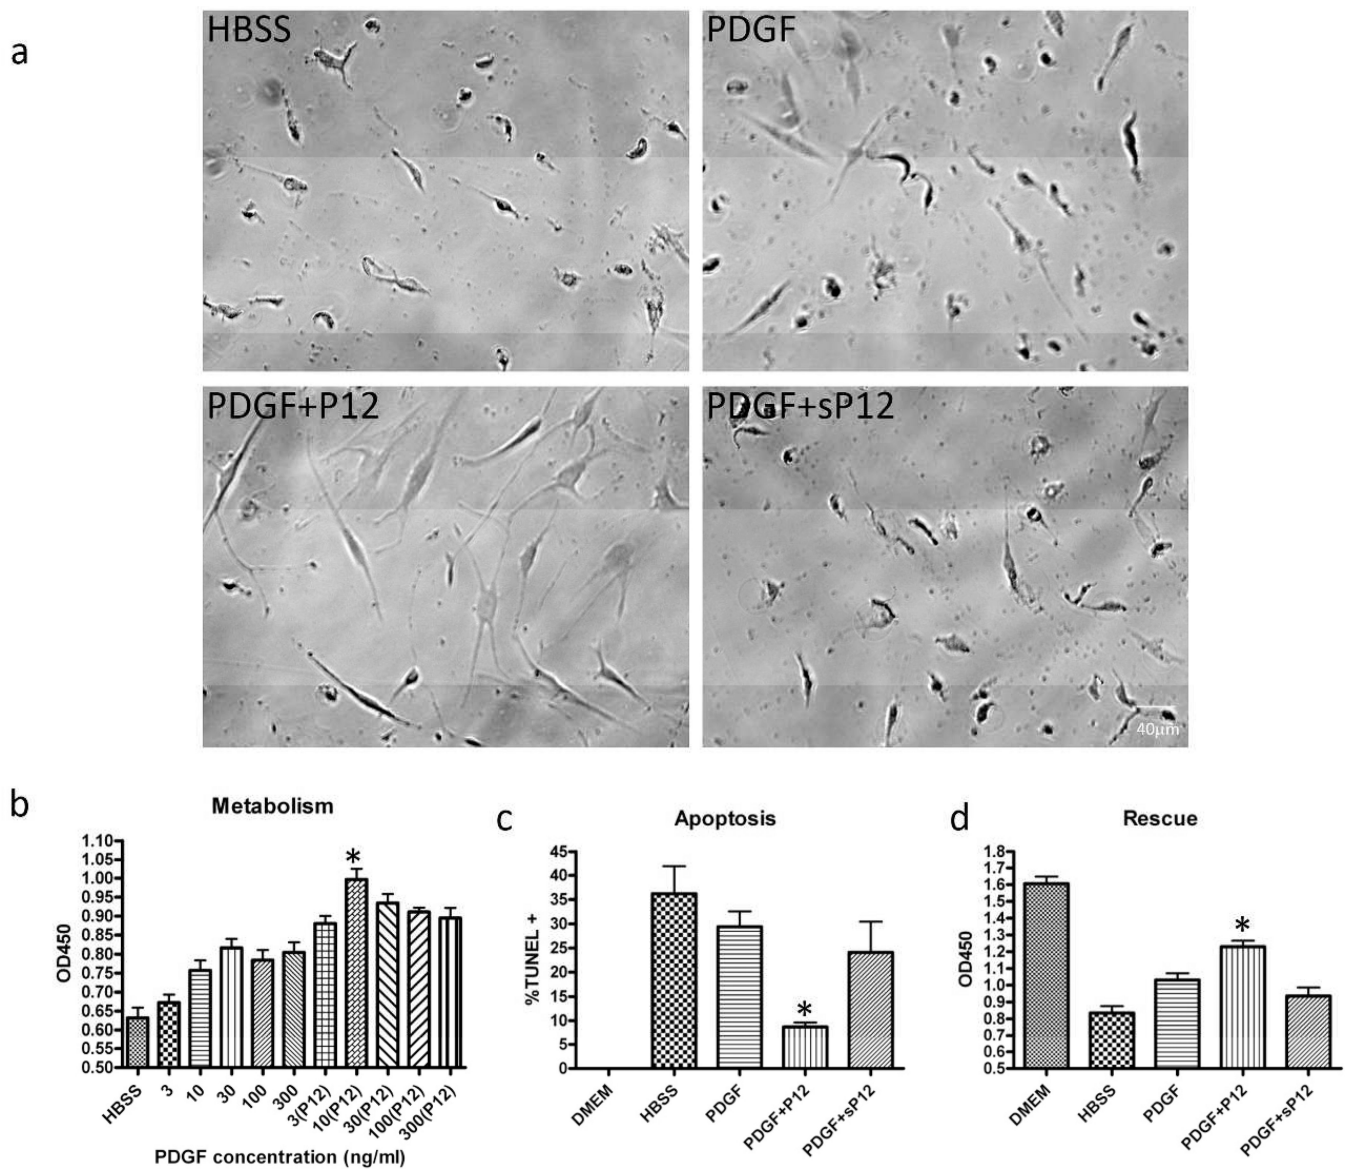 a
HBSS
PDGF
PDGF+P12
PDGF+sP12
40μm
b
Metabolism
OD450
1.10
1.05
1.00
0.95
0.90
0.85
0.80
0.75
0.70
0.65
0.60
0.55
0.50
*
HBSS
3
10
30
100
300
3(P12)
10(P12)
30(P12)
100(P12)
300(P12)
PDGF concentration (ng/ml)
c
Apoptosis
%TUNEL +
45
40
35
30
25
20
15
10
5
0
*
DMEM
HBSS
PDGF
PDGF+P12
PDGF+sP12
d
Rescue
OD450
1.8
1.7
1.6
1.5
1.4
1.3
1.2
1.1
1.0
0.9
0.8
0.7
0.6
0.5
*
DMEM
HBSS
PDGF
PDGF+P12
PDGF+sP12